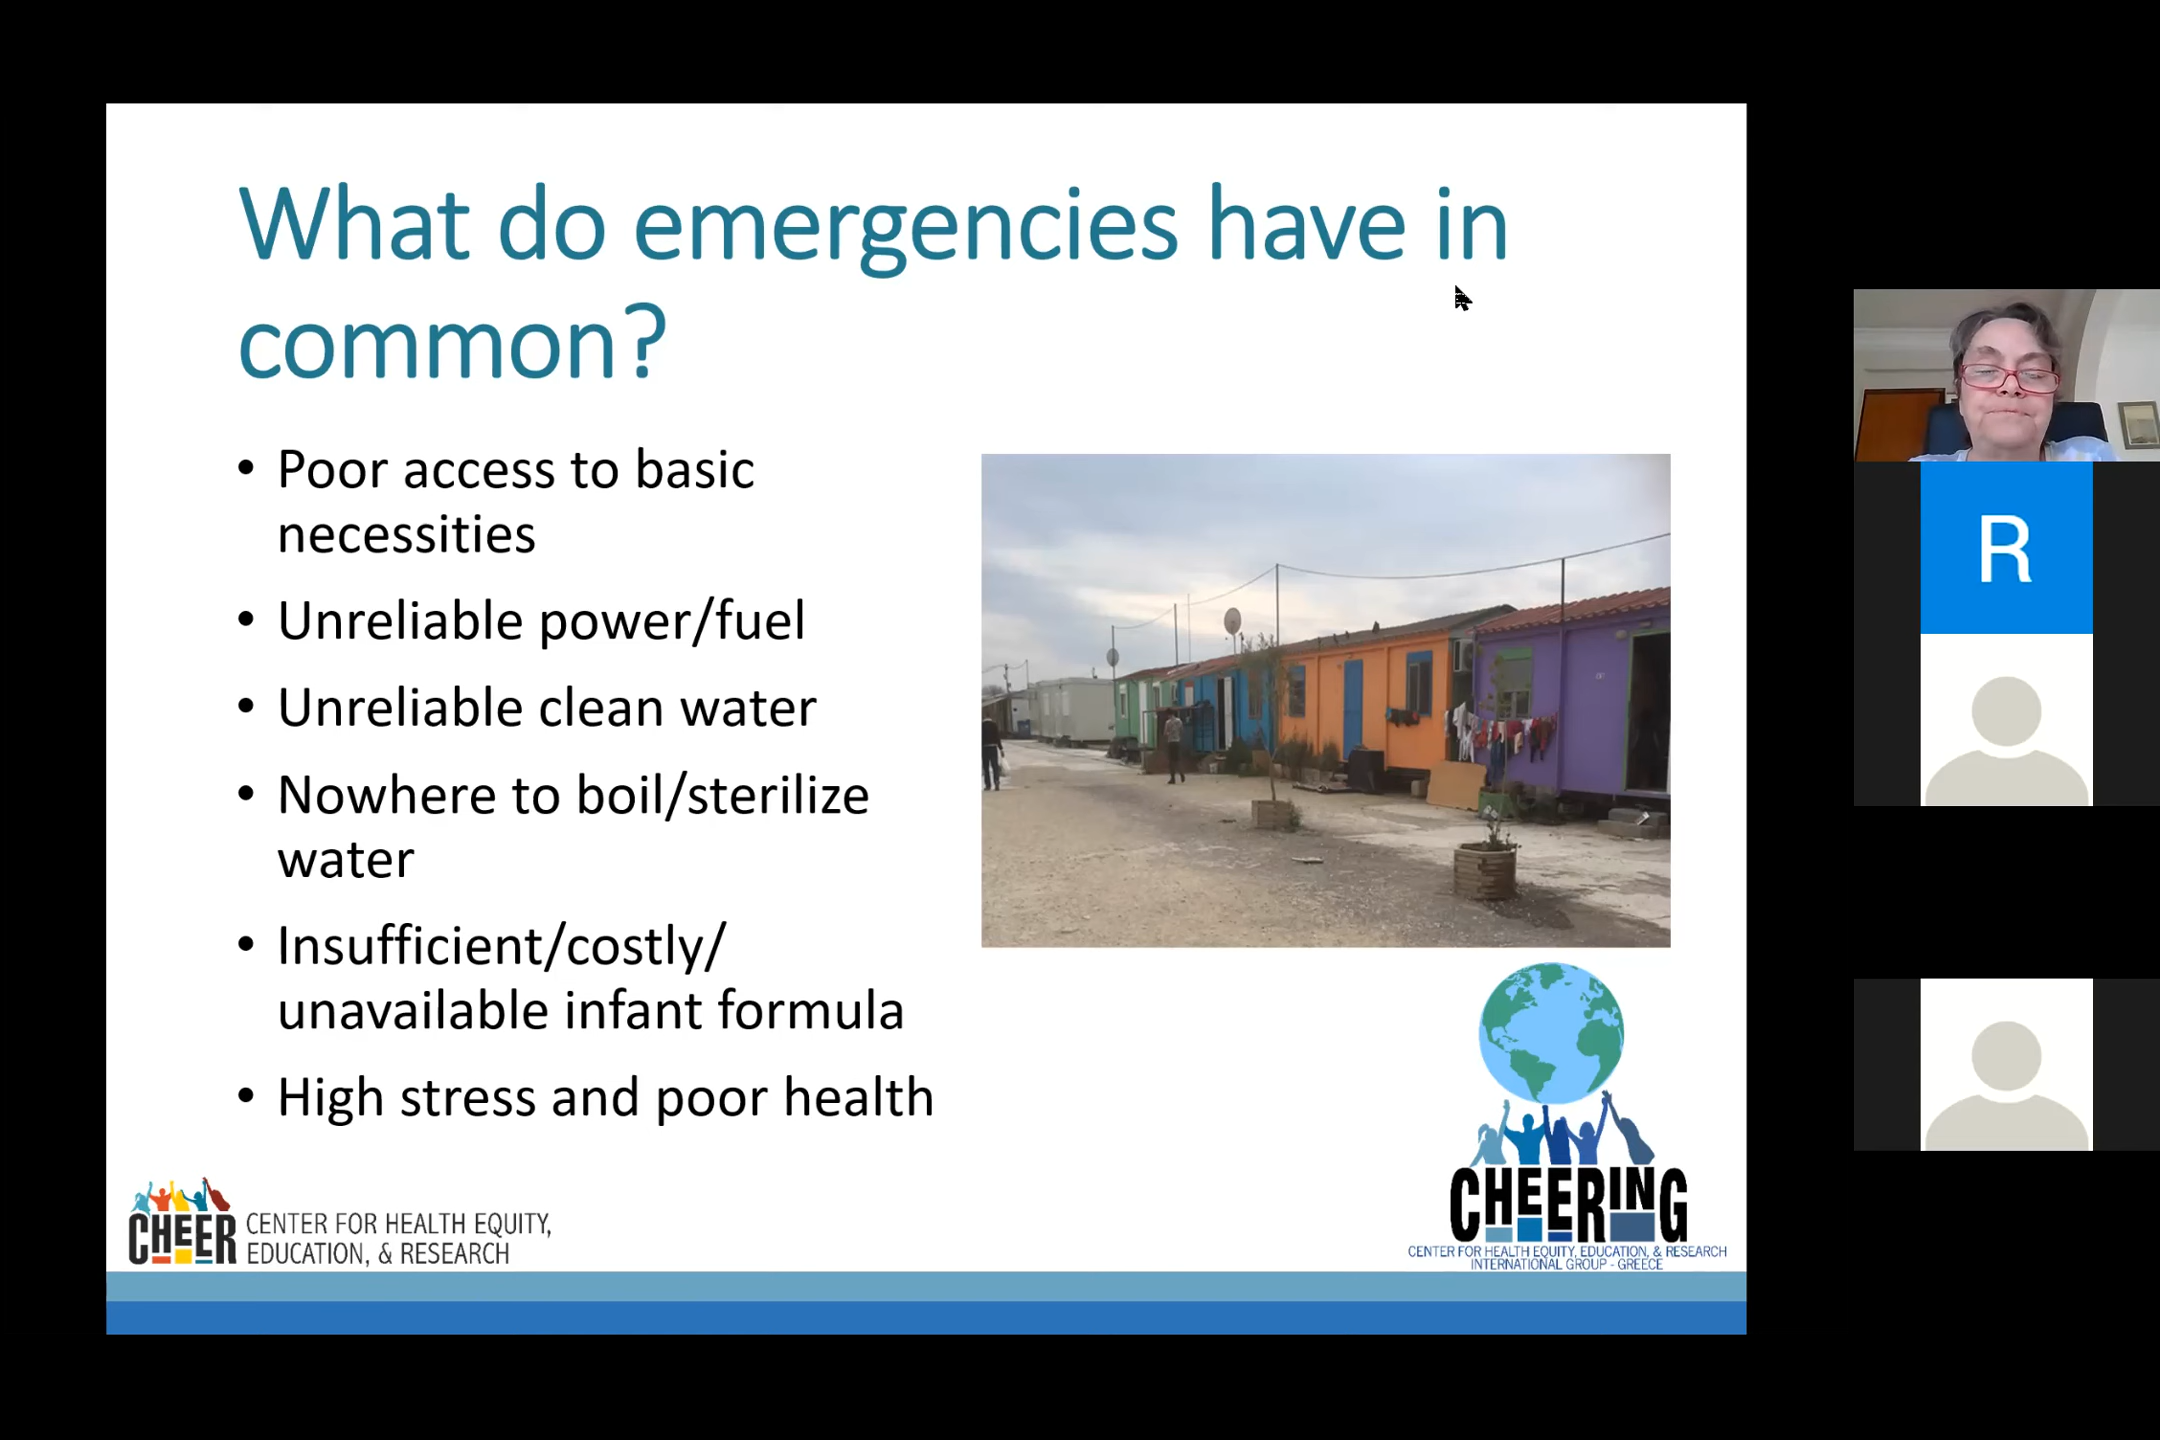 What do emergencies have in
common?
• Poor access to basic
necessities
• Unreliable power/fuel
• Unreliable clean water
• Nowhere to boil/sterilize
water
• Insufficient/costly/
unavailable infant formula
• High stress and poor health
CHEER
CENTER FOR HEALTH EQUITY,
EDUCATION, & RESEARCH
CHEERING
CENTER FOR HEALTH EQUITY, EDUCATION, & RESEARCH
INTERNATIONAL GROUP - GREECE
R